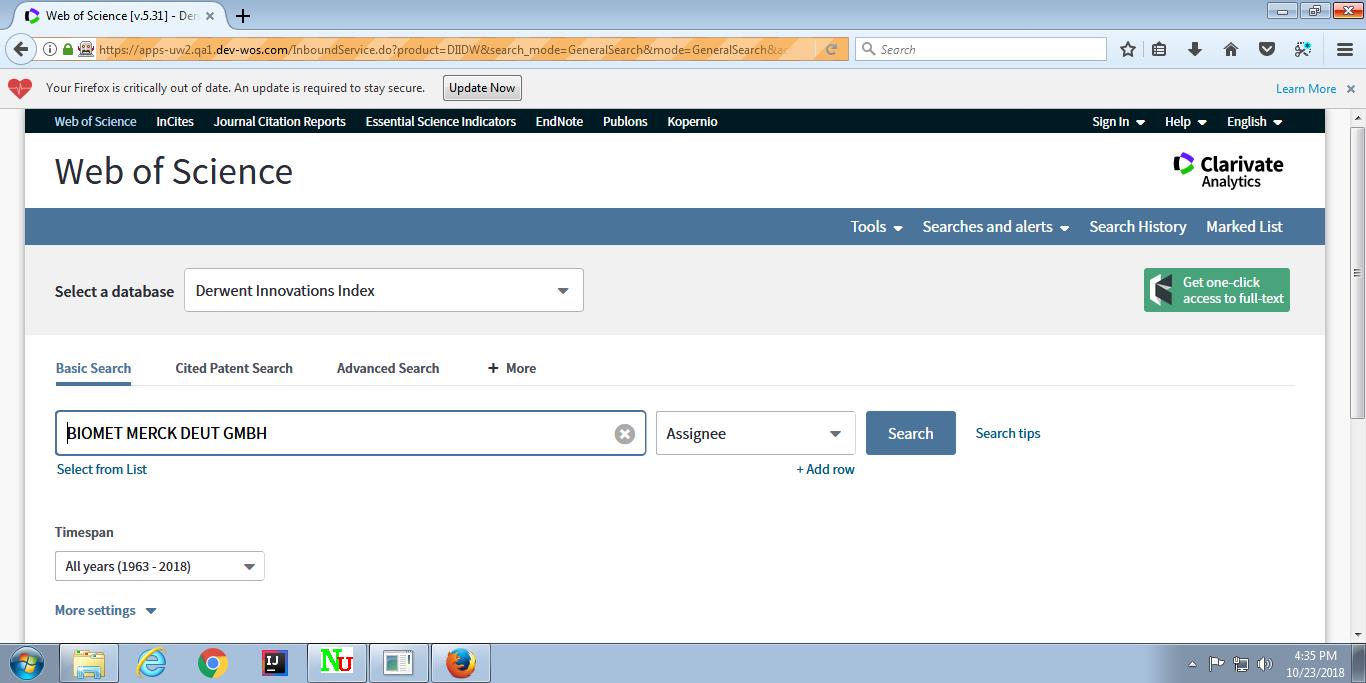 Web of Science [v.5.31] - Der
https://apps-uw2.qa1.dev-wos.com/InboundService.do?product=DIIDW&search_mode=GeneralSearch&mode=GeneralSearch&ac
Search
Your Firefox is critically out of date. An update is required to stay secure. Update Now Learn More
Web of Science InCites Journal Citation Reports Essential Science Indicators EndNote Publons Kopernio Sign In Help English
Web of Science
Clarivate
Analytics
Tools Searches and alerts Search History Marked List
Select a database Derwent Innovations Index
Get one-click
access to full-text
Basic Search Cited Patent Search Advanced Search + More
BIOMET MERCK DEUT GMBH Assignee Search Search tips
Select from List + Add row
Timespan
All years (1963 - 2018)
More settings
IJ
Nu
4:35 PM
10/23/2018